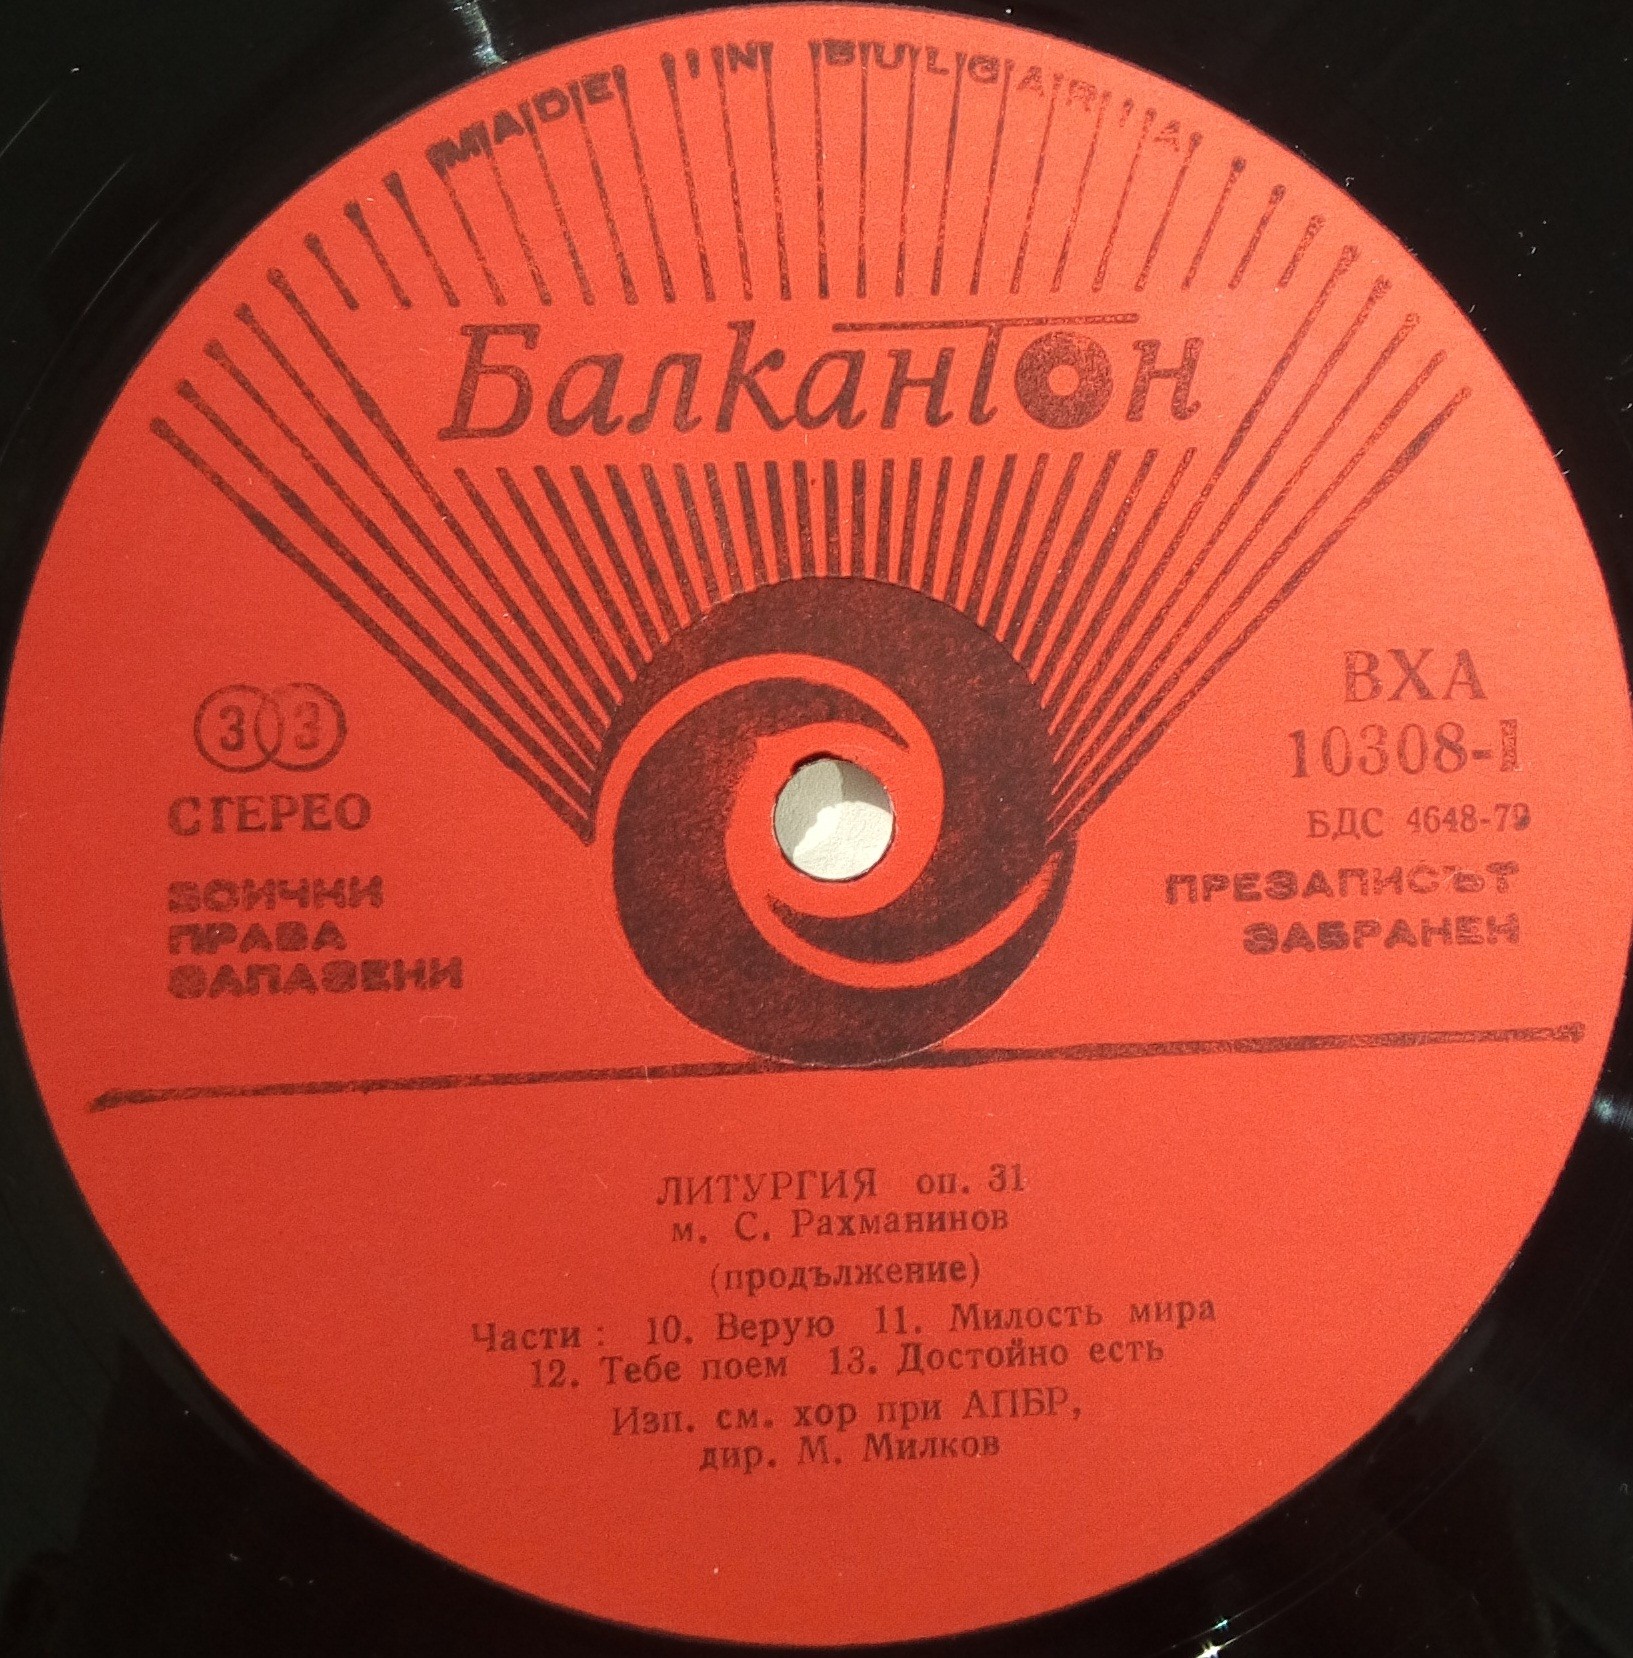 MADE IN BULGARIA
Балкантон
33
СТЕРЕО
ВСИЧКИ
ПРАВА
ЗАПАЗЕНИ
ВХА
10308-I
БДС 4648-79
ПРЕЗАПИСЪТ
ЗАБРАНЕН
ЛИТУРГИЯ оп. 31
м. С. Рахманинов
(продължение)
Части: 10. Верую 11. Милость мира
12. Тебе поем 13. Достойно есть
Изп. см. хор при АПБР,
дир. М. Милков